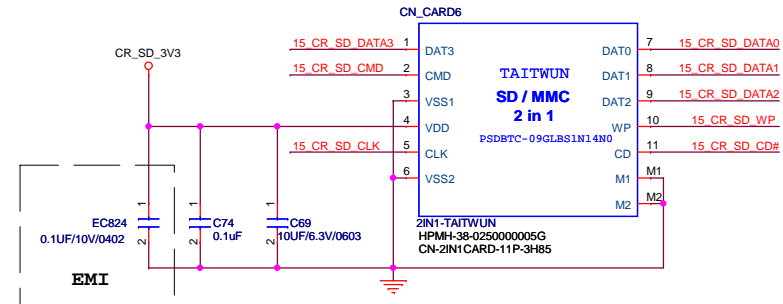 CN_CARD6
CR_SD_3V3
15_CR_SD_DATA3 1 DAT3
15_CR_SD_CMD 2 CMD
3 VSS1
4 VDD
15_CR_SD_CLK 5 CLK
6 VSS2
TAITWUN
SD / MMC
2 in 1
PSDBTC-09GLBS1N14N0
DAT0 7 15_CR_SD_DATA0
DAT1 8 15_CR_SD_DATA1
DAT2 9 15_CR_SD_DATA2
WP 10 15_CR_SD_WP
CD 11 15_CR_SD_CD#
M1 M1
M2 M2
2IN1-TAITWUN
HPMH-38-0250000005G
CN-2IN1CARD-11P-3H85
1 1 1
EC824 C74 C69
0.1UF/10V/0402 0.1uF 10UF/6.3V/0603
2 2 2
EMI